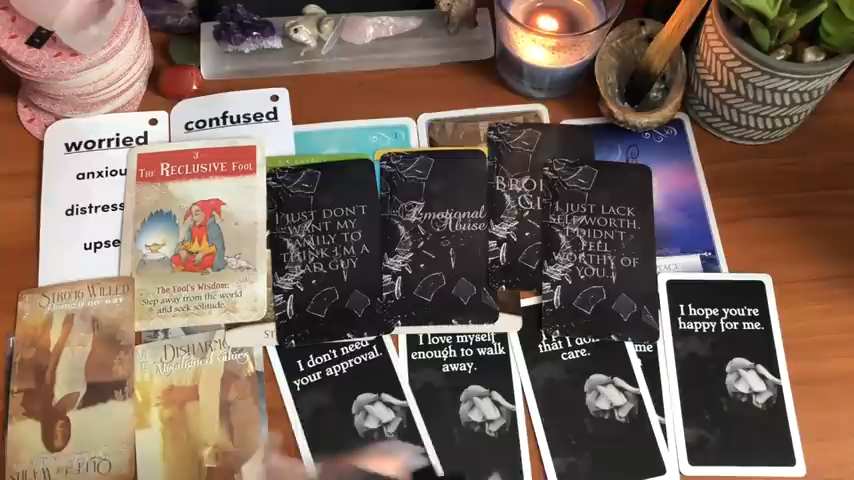 worried
confused
distress
upse
3
THE RECLUSIVE FOOL
The Fool's Wisdom:
Step away from the world
and seek solitude.
I JUST DON'T
WANT MY
FAMILY TO
THINK I'M A
BAD GUY
Emotional
Abuse
I JUST LACK
SELF WORTH.
I DIDN'T
FEEL
WORTHY OF
YOU.
STRONG WILLED
DISHARMO
Misaligned values
I don't need
your approval.
I love myself
enough to walk
away.
that I don
care.
me
I hope you're
happy for me.